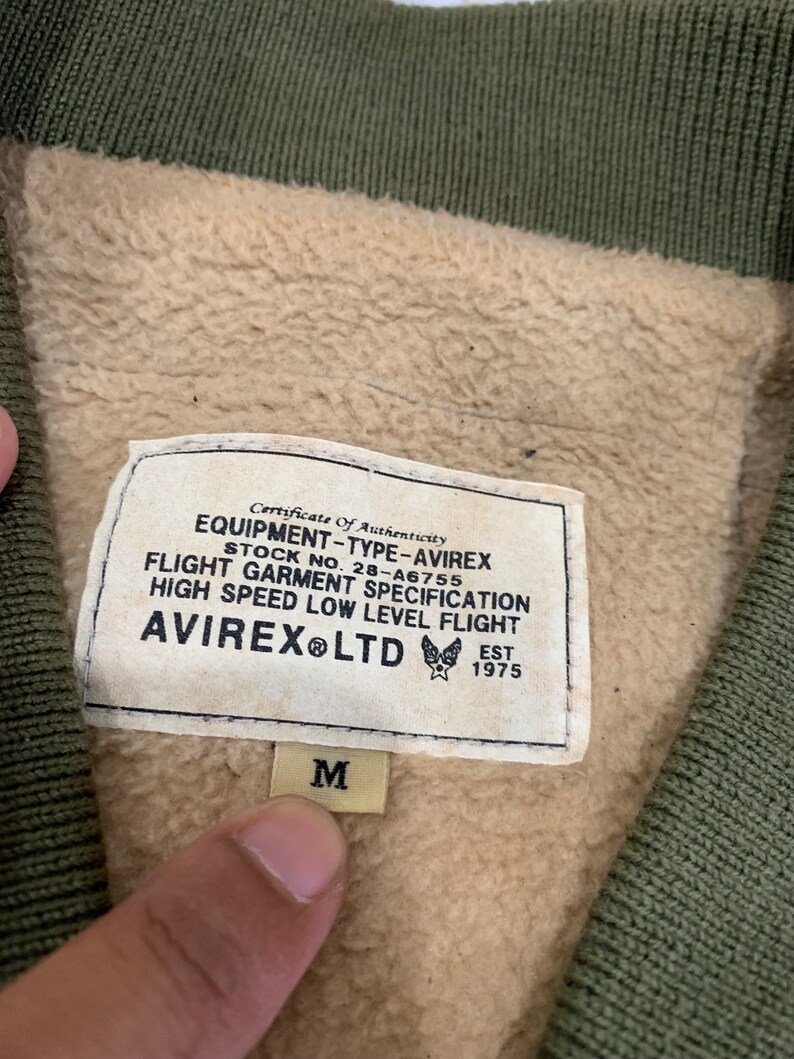 Certificate Of Authenticity
EQUIPMENT-TYPE-AVIREX
STOCK NO. 28-A6755
FLIGHT GARMENT SPECIFICATION
HIGH SPEED LOW LEVEL FLIGHT
AVIREX® LTD EST 1975
M